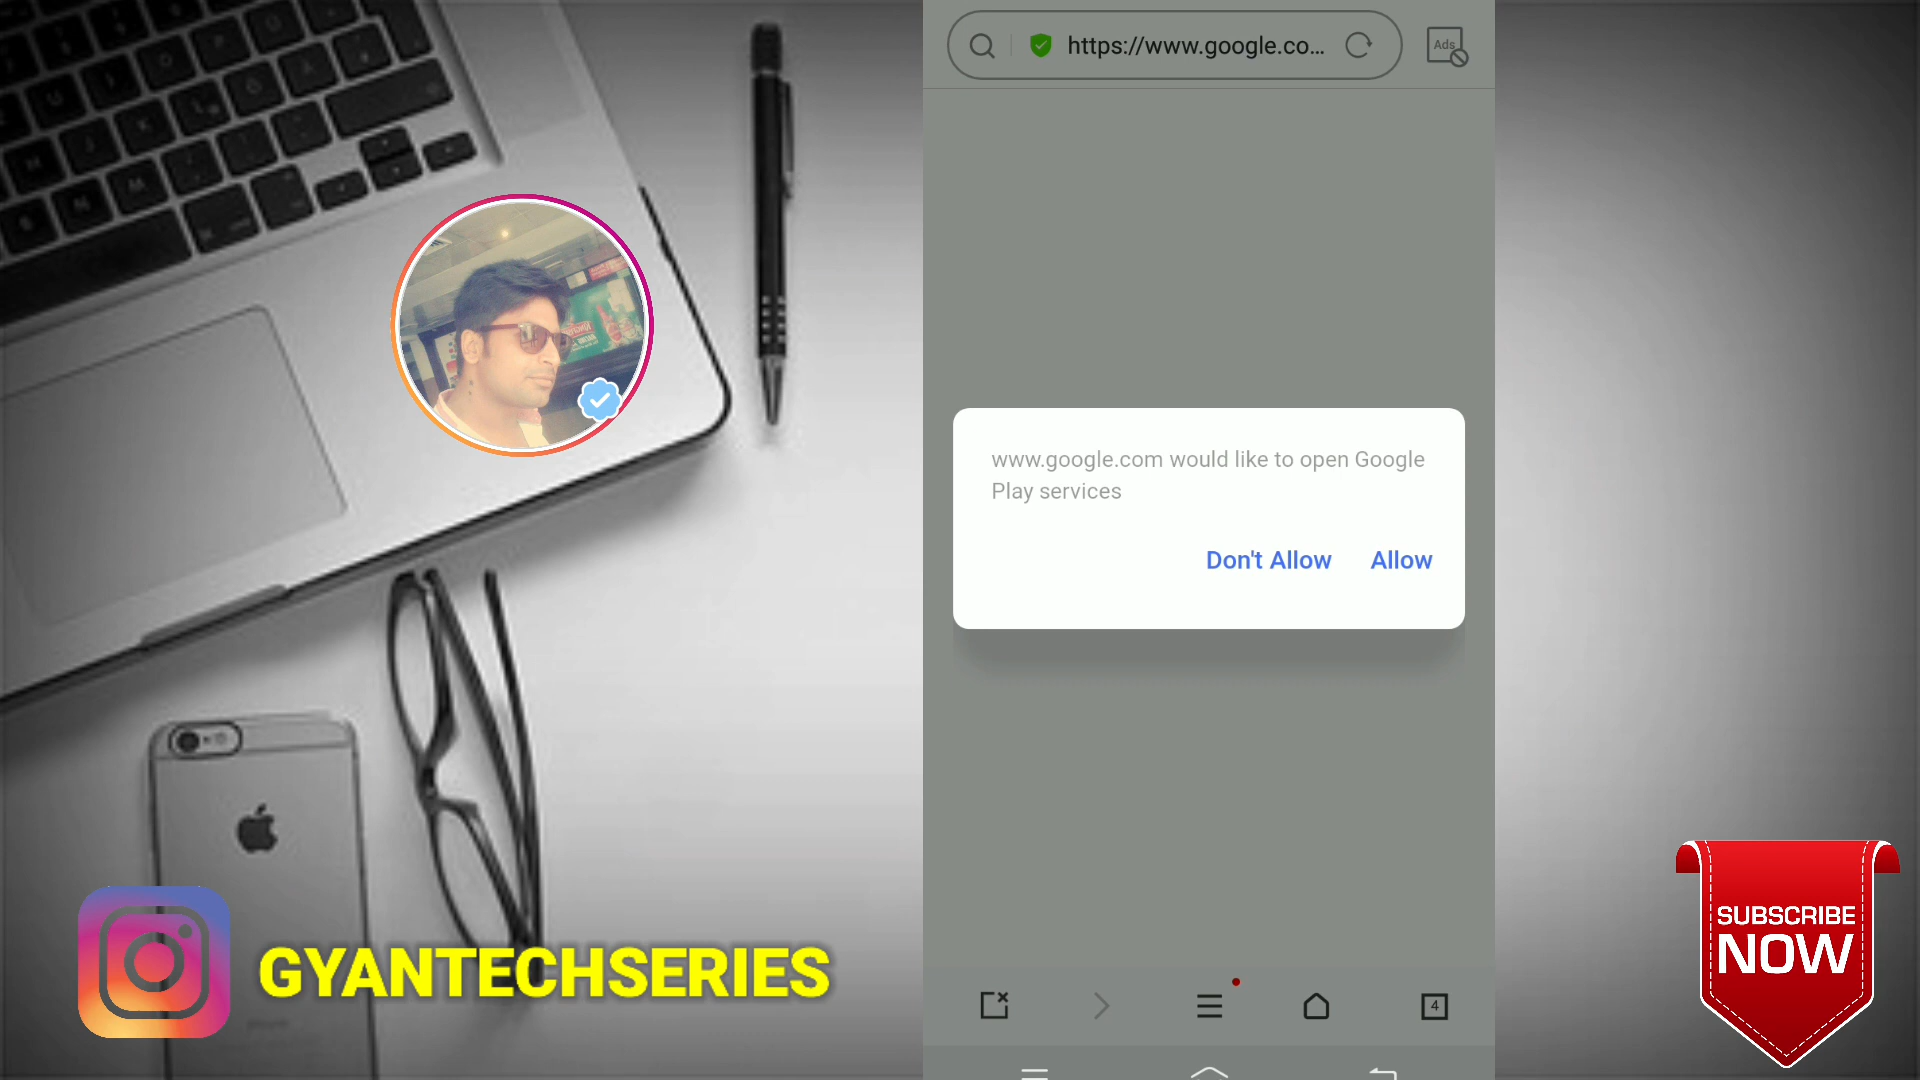 https://www.google.co...
Ads
www.google.com would like to open Google
Play services
Don't Allow
Allow
4
GYANTECHSERIES
SUBSCRIBE
NOW